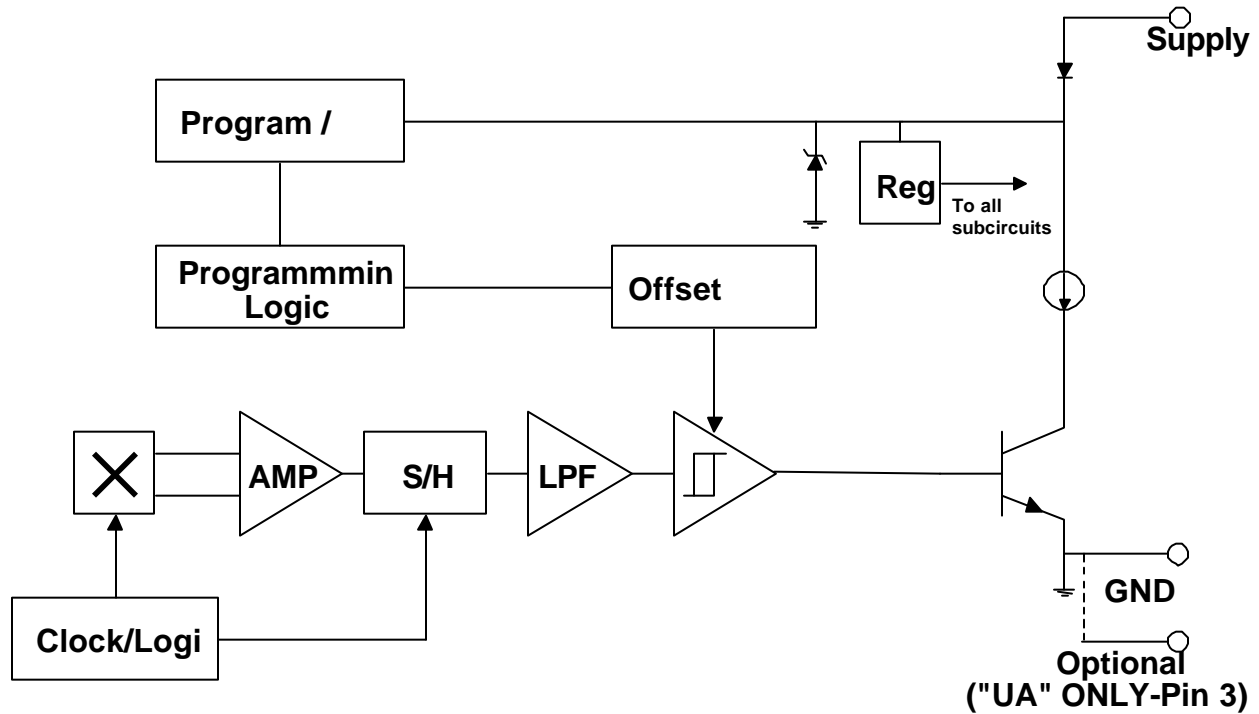 Supply
Program /
Reg
To all
subcircuits
Programmmin
Logic
Offset
AMP
S/H
LPF
GND
Clock/Logi
Optional
("UA" ONLY-Pin 3)